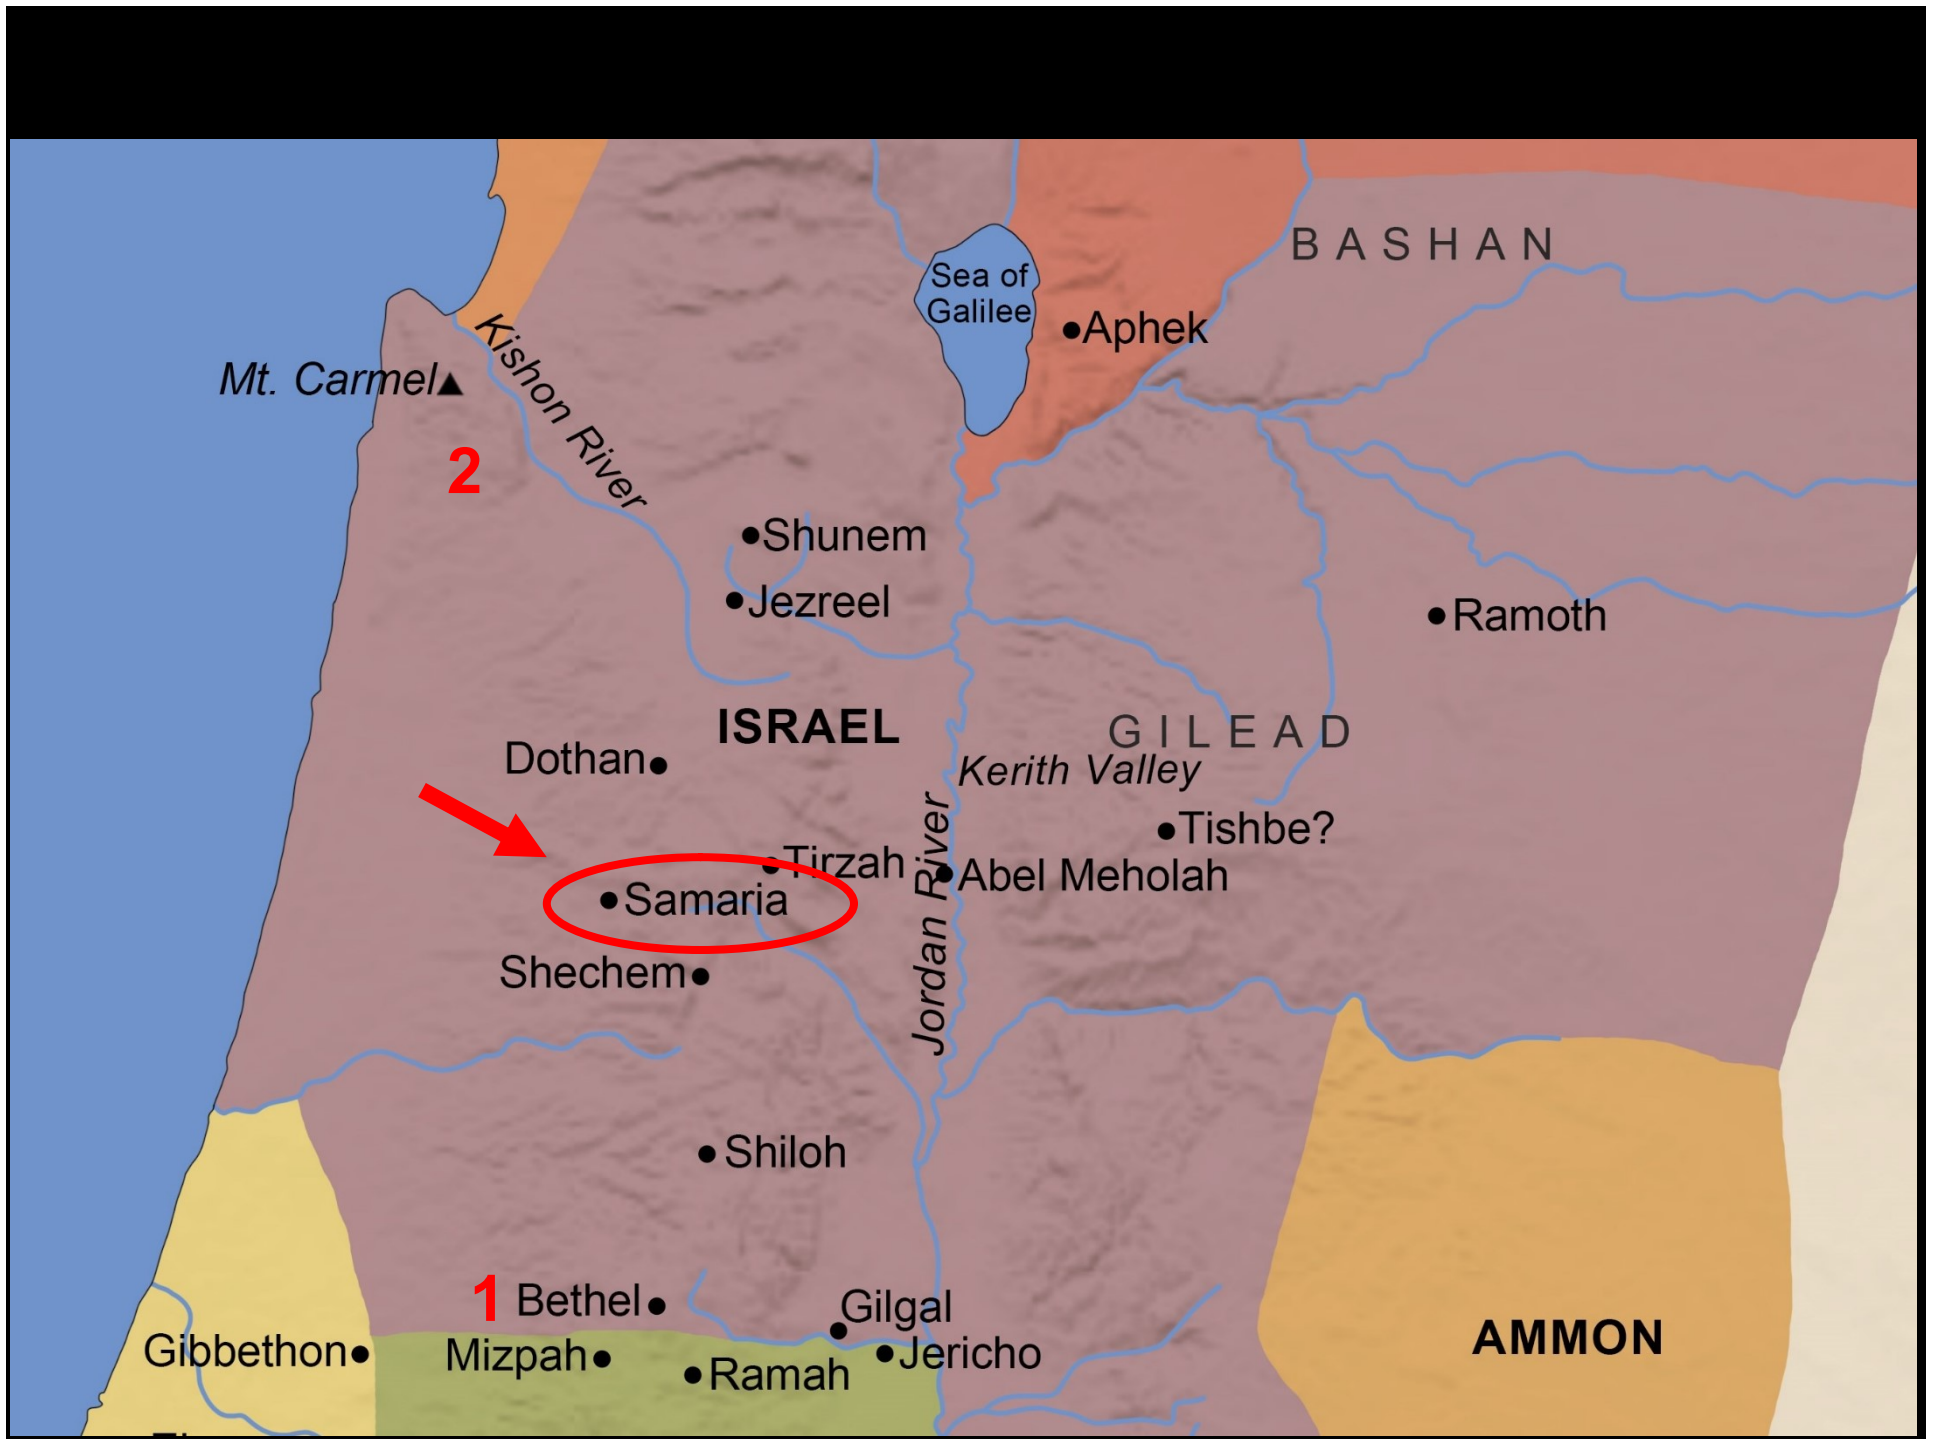 BASHAN
Sea of
Galilee
Aphek
Kishon River
Mt. Carmel
2
Shunem
Jezreel
Ramoth
ISRAEL
GILEAD
Dothan
Kerith Valley
Tishbe?
Tirzah
Jordan River
Abel Meholah
Samaria
Shechem
Shiloh
1
Bethel
Gilgal
AMMON
Gibbethon
Mizpah
Jericho
Ramah